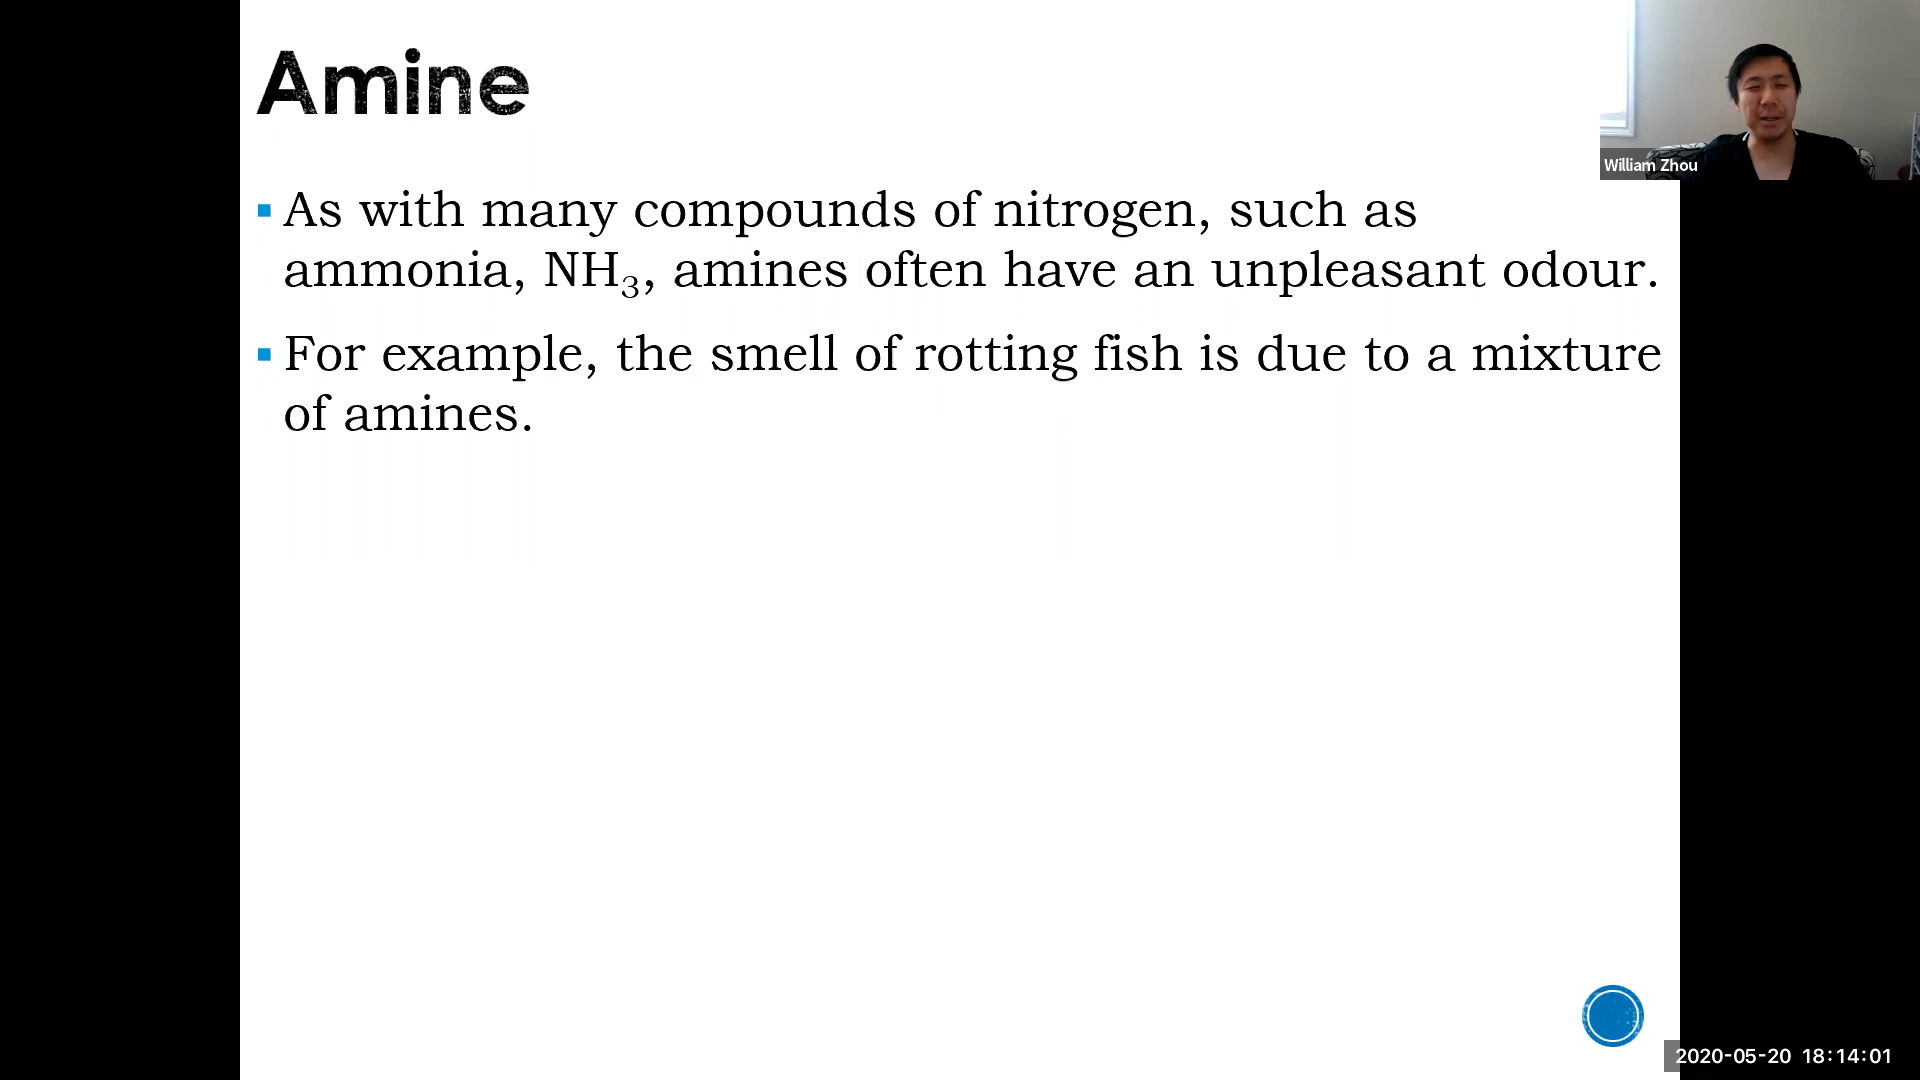 Amine
William Zhou
▪ As with many compounds of nitrogen, such as
ammonia, NH₃, amines often have an unpleasant odour.
▪ For example, the smell of rotting fish is due to a mixture
of amines.
2020-05-20 18:14:01